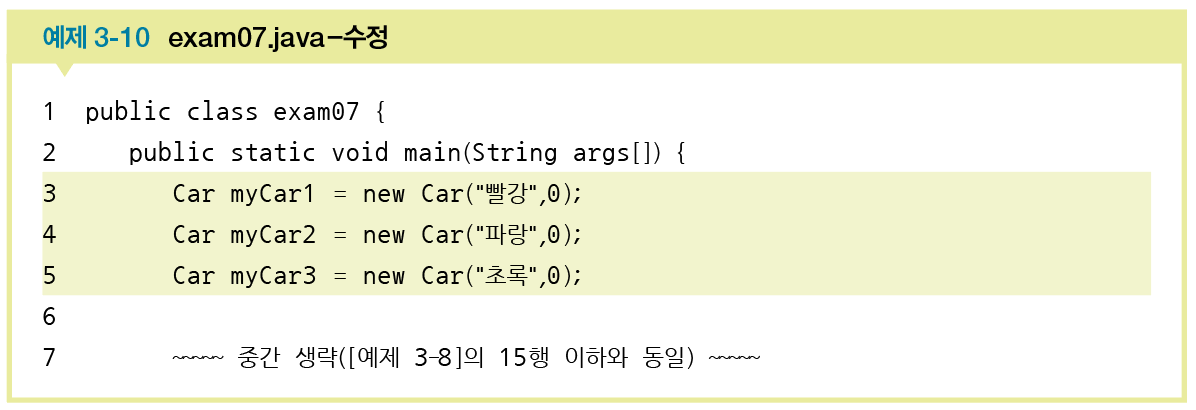 예제 3-10 exam07.java-수정
1 public class exam07 {
2 public static void main(String args[]) {
3 Car myCar1 = new Car("빨강",0);
4 Car myCar2 = new Car("파랑",0);
5 Car myCar3 = new Car("초록",0);
6
7 ~~~~~ 중간 생략([예제 3-8]의 15행 이하와 동일) ~~~~~